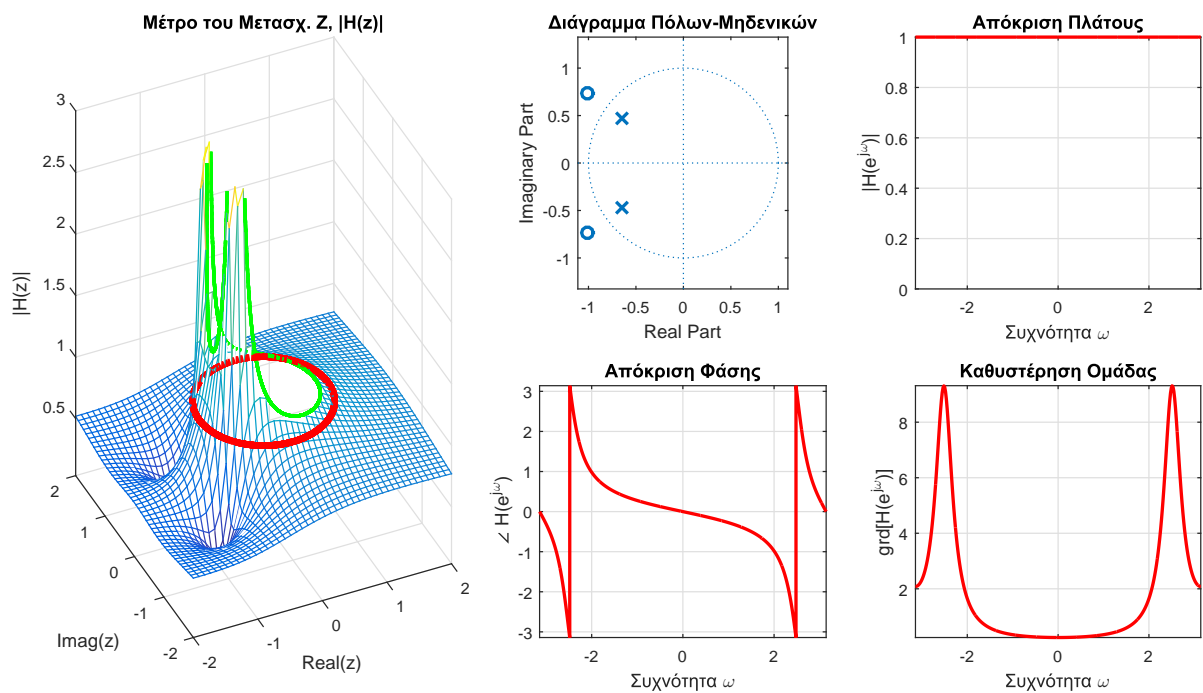 Μέτρο του Μετασχ. Z, |H(z)|
3
2.5
2
1.5
1
0.5
|H(z)|
2
1
0
-1
-2
Imag(z)
-2
-1
0
1
2
Real(z)
Διάγραμμα Πόλων-Μηδενικών
1
0.5
0
-0.5
-1
Imaginary Part
-1 -0.5 0 0.5 1
Real Part
Απόκριση Πλάτους
1
0.8
0.6
0.4
0.2
0
|H(e^{jω})|
-2 0 2
Συχνότητα ω
Απόκριση Φάσης
3
2
1
0
-1
-2
-3
∠ H(e^{jω})
-2 0 2
Συχνότητα ω
Καθυστέρηση Ομάδας
8
6
4
2
grd[H(e^{jω})]
-2 0 2
Συχνότητα ω